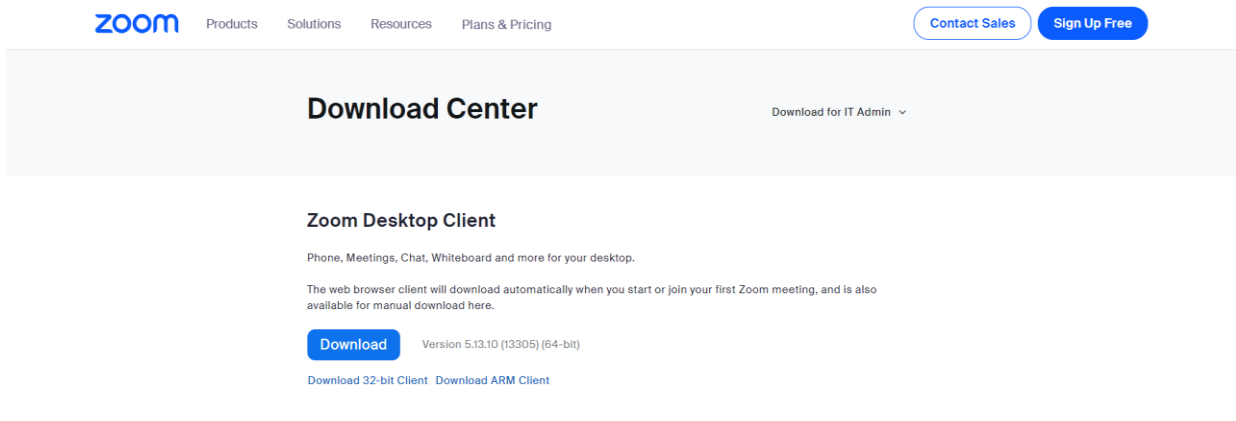 zoom Products Solutions Resources Plans & Pricing Contact Sales Sign Up Free
Download Center Download for IT Admin
Zoom Desktop Client
Phone, Meetings, Chat, Whiteboard and more for your desktop.
The web browser client will download automatically when you start or join your first Zoom meeting, and is also
available for manual download here.
Download Version 5.13.10 (13305) (64-bit)
Download 32-bit Client Download ARM Client